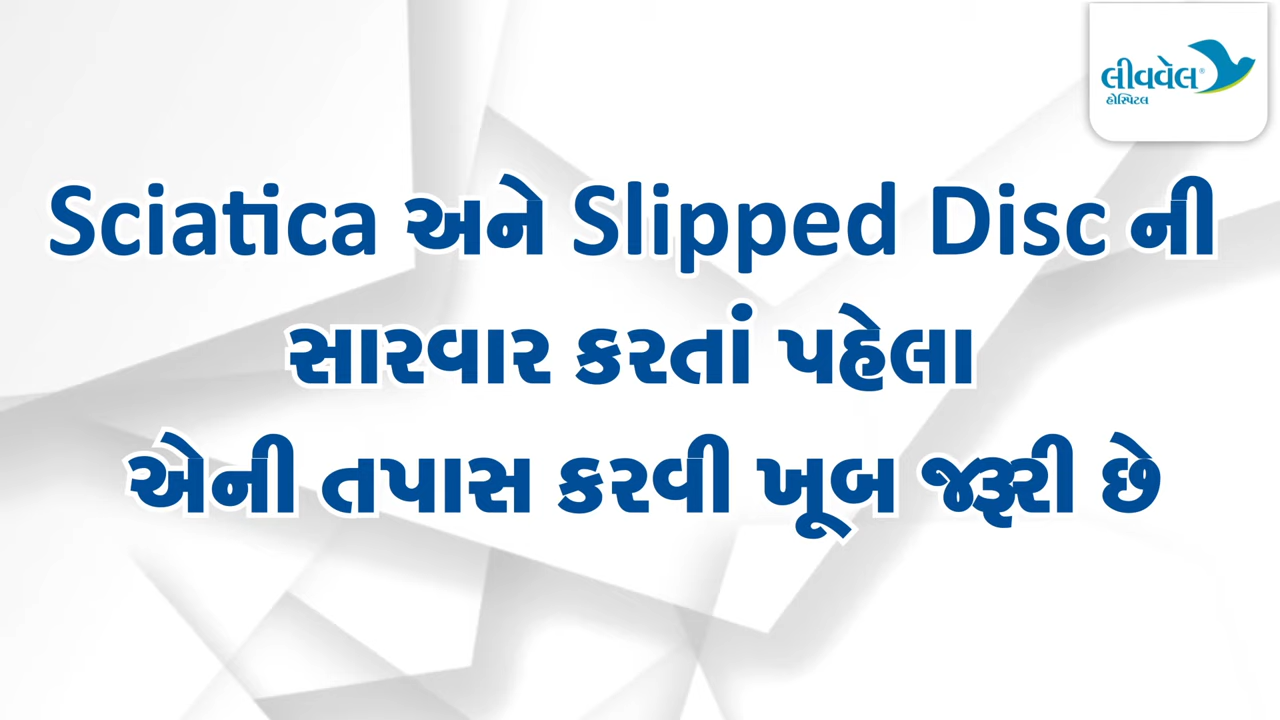 લીવવેલ®
હોસ્પિટલ
Sciatica અને Slipped Disc ની
સારવાર કરતાં પહેલા
એની તપાસ કરવી ખૂબ જરૂરી છે